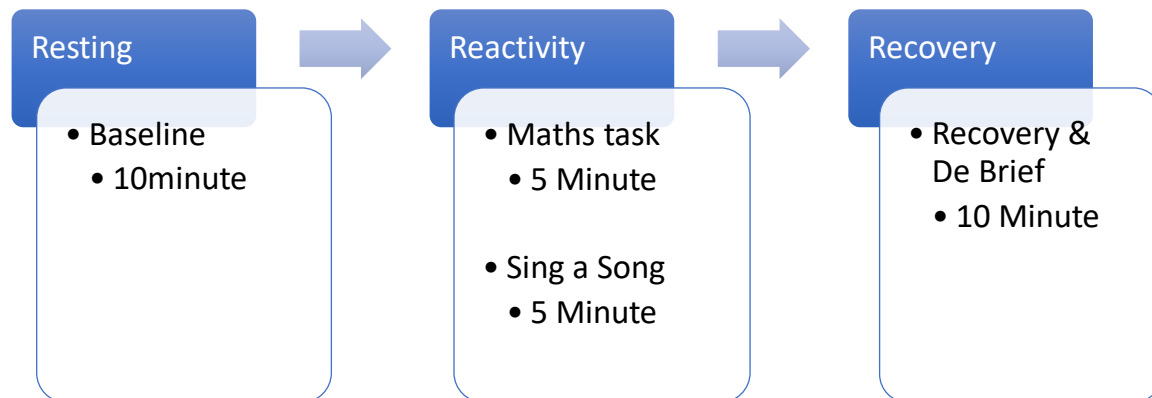 Resting
• Baseline
• 10minute
Reactivity
• Maths task
• 5 Minute
• Sing a Song
• 5 Minute
Recovery
• Recovery &
De Brief
• 10 Minute